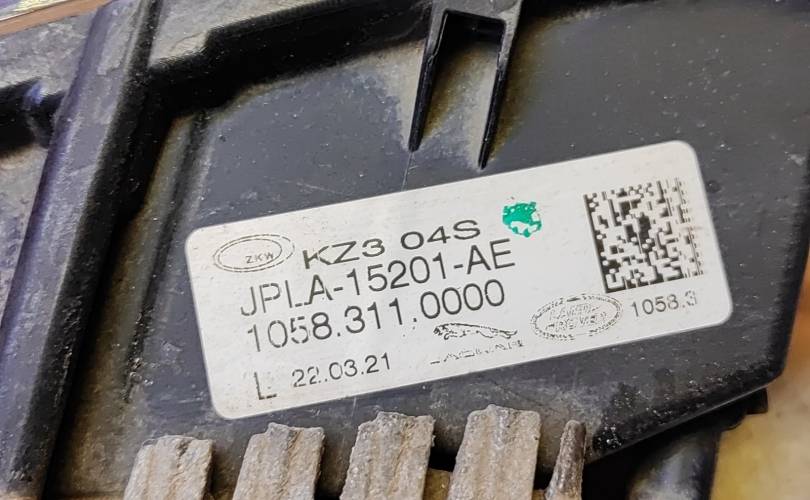 ZKW
KZ3 04S
JPLA-15201-AE
1058.311.0000
L 22.03.21
JAGUAR
LAND ROVER
1058.3